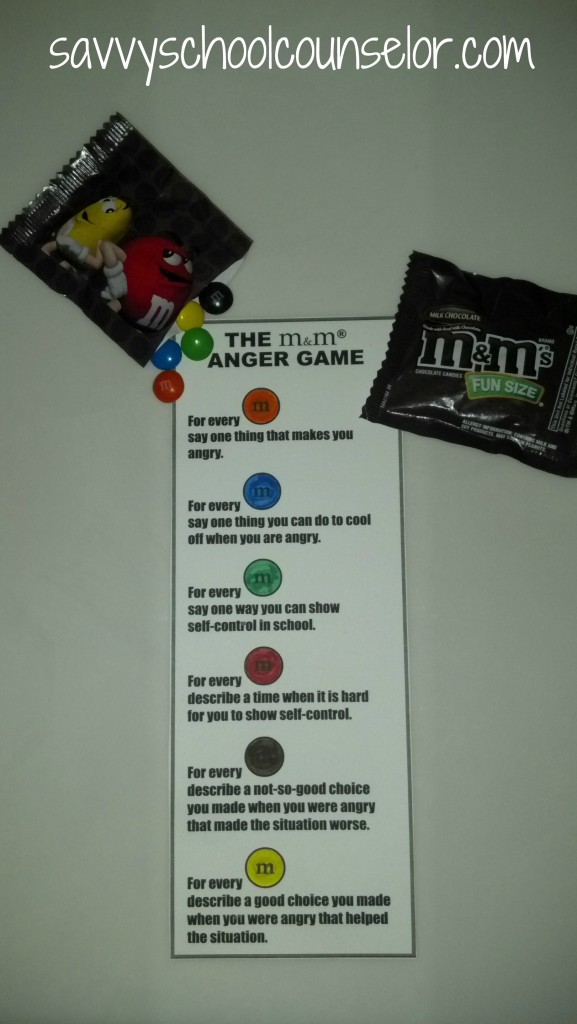 savvyschoolcounselor.com
THE m&m®
ANGER GAME
For every m
say one thing that makes you
angry.
For every m
say one thing you can do to cool
off when you are angry.
For every m
say one way you can show
self-control in school.
For every m
describe a time when it is hard
for you to show self-control.
For every
describe a not-so-good choice
you made when you were angry
that made the situation worse.
For every m
describe a good choice you made
when you were angry that helped
the situation.
m
m
MILK CHOCOLATE
m&m's
BRAND
CHOCOLATE CANDIES
FUN SIZE